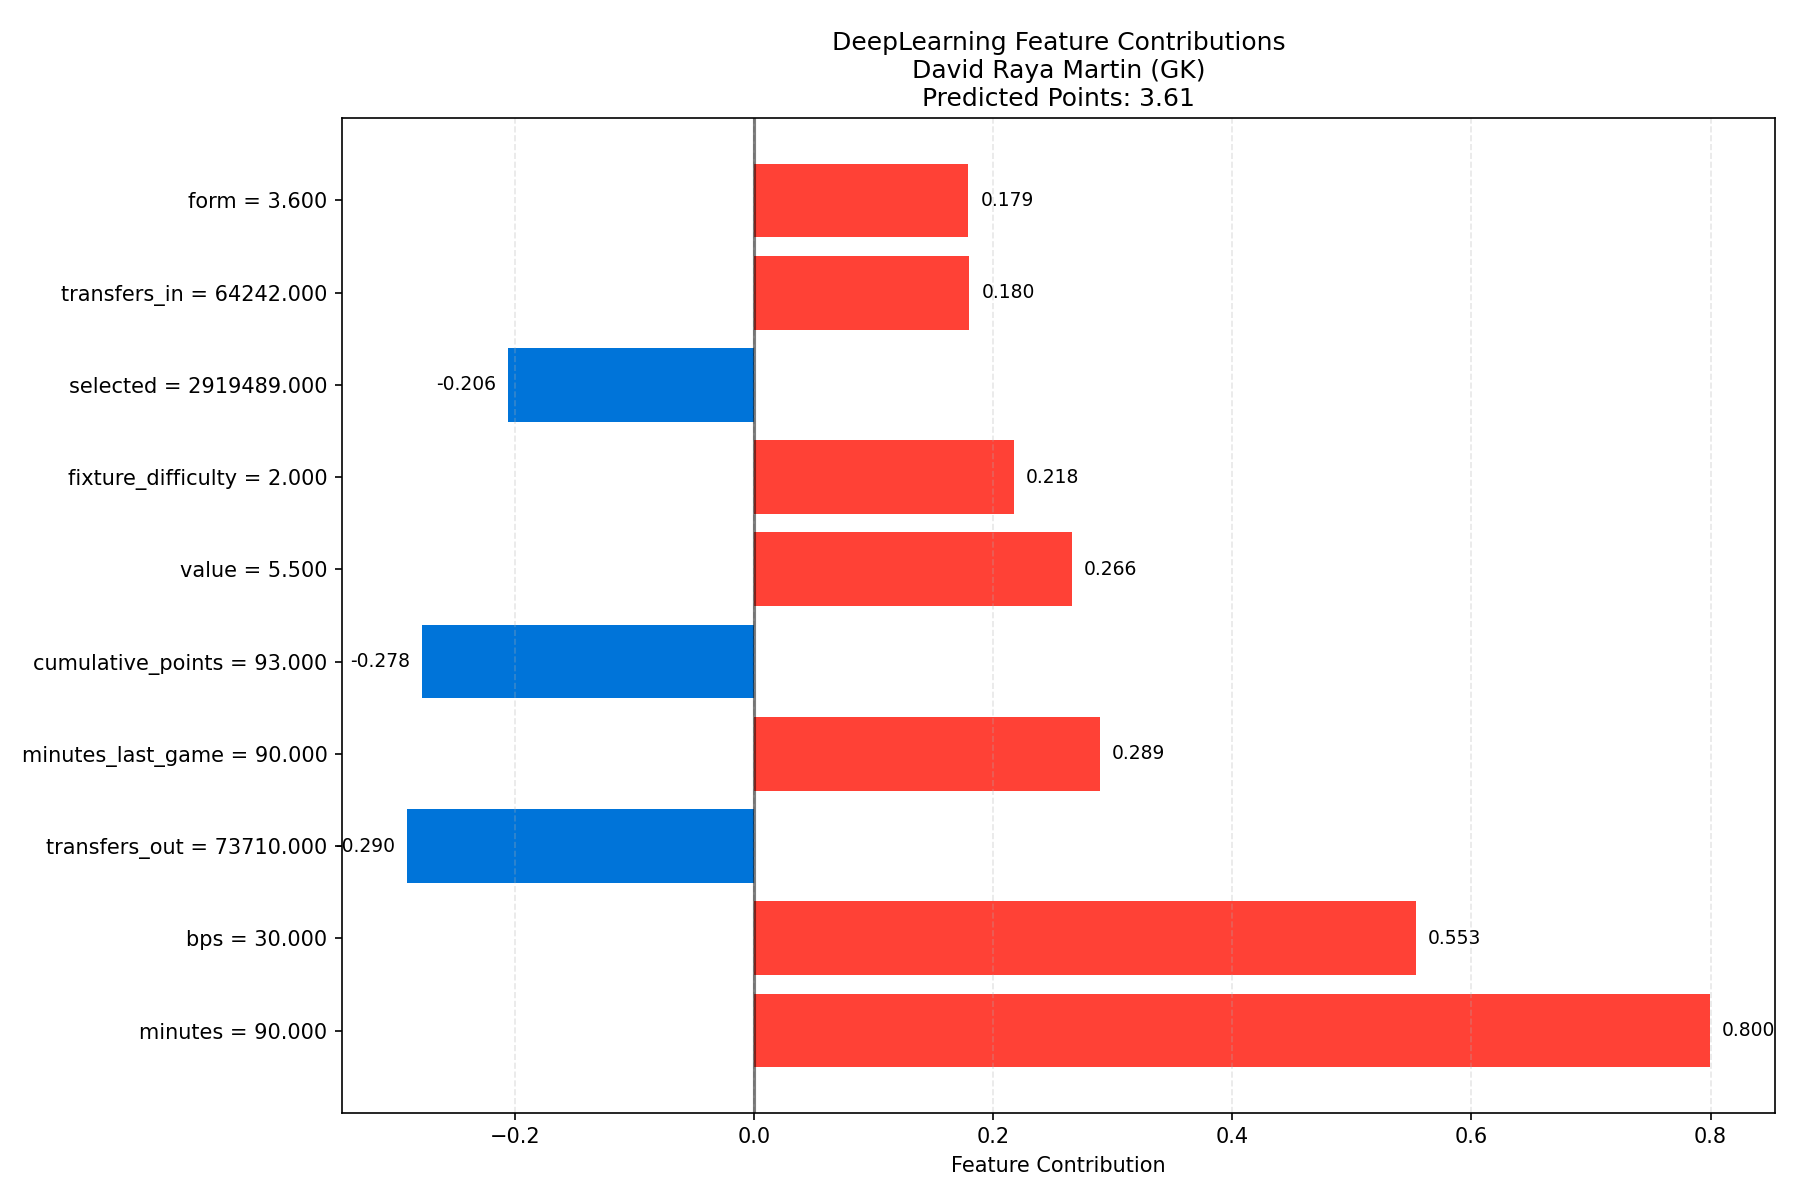 DeepLearning Feature Contributions
David Raya Martin (GK)
Predicted Points: 3.61
form = 3.600
0.179
transfers_in = 64242.000
0.180
selected = 2919489.000
-0.206
fixture_difficulty = 2.000
0.218
value = 5.500
0.266
cumulative_points = 93.000
-0.278
minutes_last_game = 90.000
0.289
transfers_out = 73710.000
-0.290
bps = 30.000
0.553
minutes = 90.000
0.800
−0.2 0.0 0.2 0.4 0.6 0.8
Feature Contribution